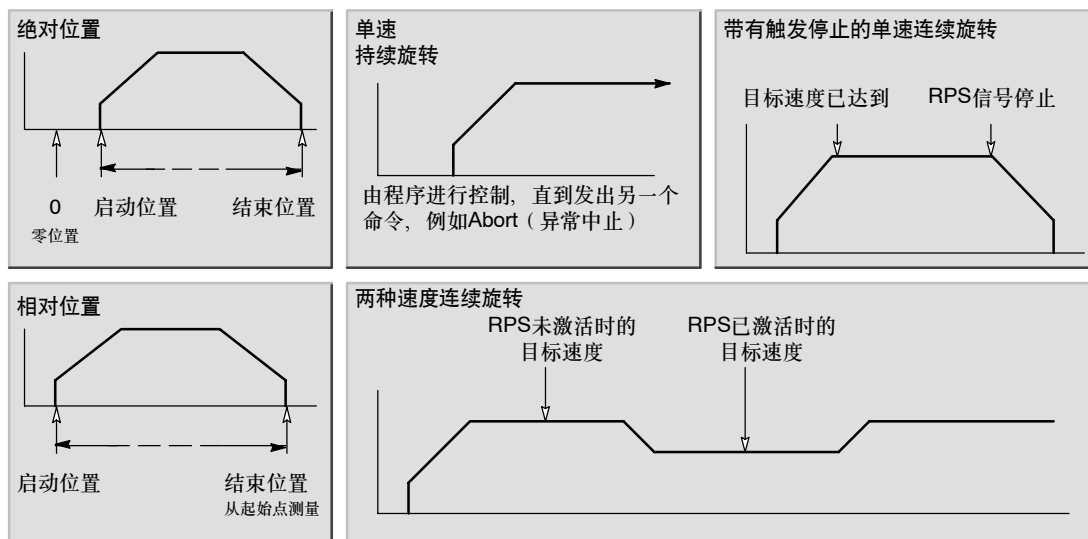 绝对位置
0
启动位置
结束位置
零位置
单速
持续旋转
由程序进行控制，直到发出另一个
命令，例如Abort（异常中止）
带有触发停止的单速连续旋转
目标速度已达到
RPS信号停止
相对位置
启动位置
结束位置
从起始点测量
两种速度连续旋转
RPS未激活时的
目标速度
RPS已激活时的
目标速度